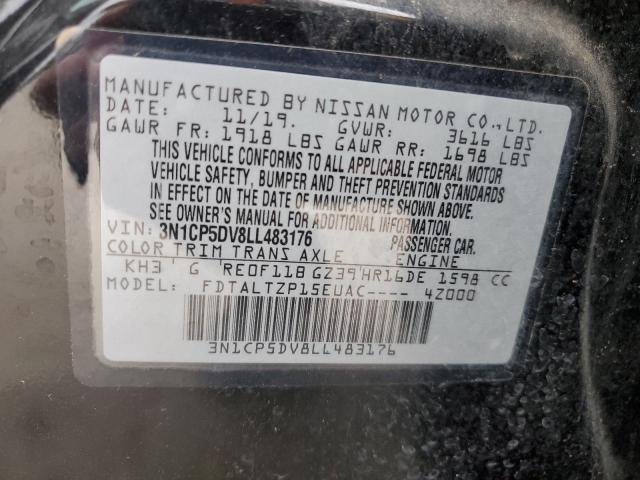 MANUFACTURED BY NISSAN MOTOR CO.,LTD.
DATE: 11/19. GVWR: 3616 LBS
GAWR FR: 1918 LBS GAWR RR: 1698 LBS
THIS VEHICLE CONFORMS TO ALL APPLICABLE FEDERAL MOTOR
VEHICLE SAFETY, BUMPER AND THEFT PREVENTION STANDARDS
IN EFFECT ON THE DATE OF MANUFACTURE SHOWN ABOVE.
SEE OWNER'S MANUAL FOR ADDITIONAL INFORMATION.
VIN: 3N1CP5DV8LL483176 PASSENGER CAR.
COLOR TRIM TRANS AXLE ENGINE
KH3 G RE0F11B GZ39 HR16DE 1598 CC
MODEL: FDTALTZP15EUAC---- 4Z000
3N1CP5DV8LL483176